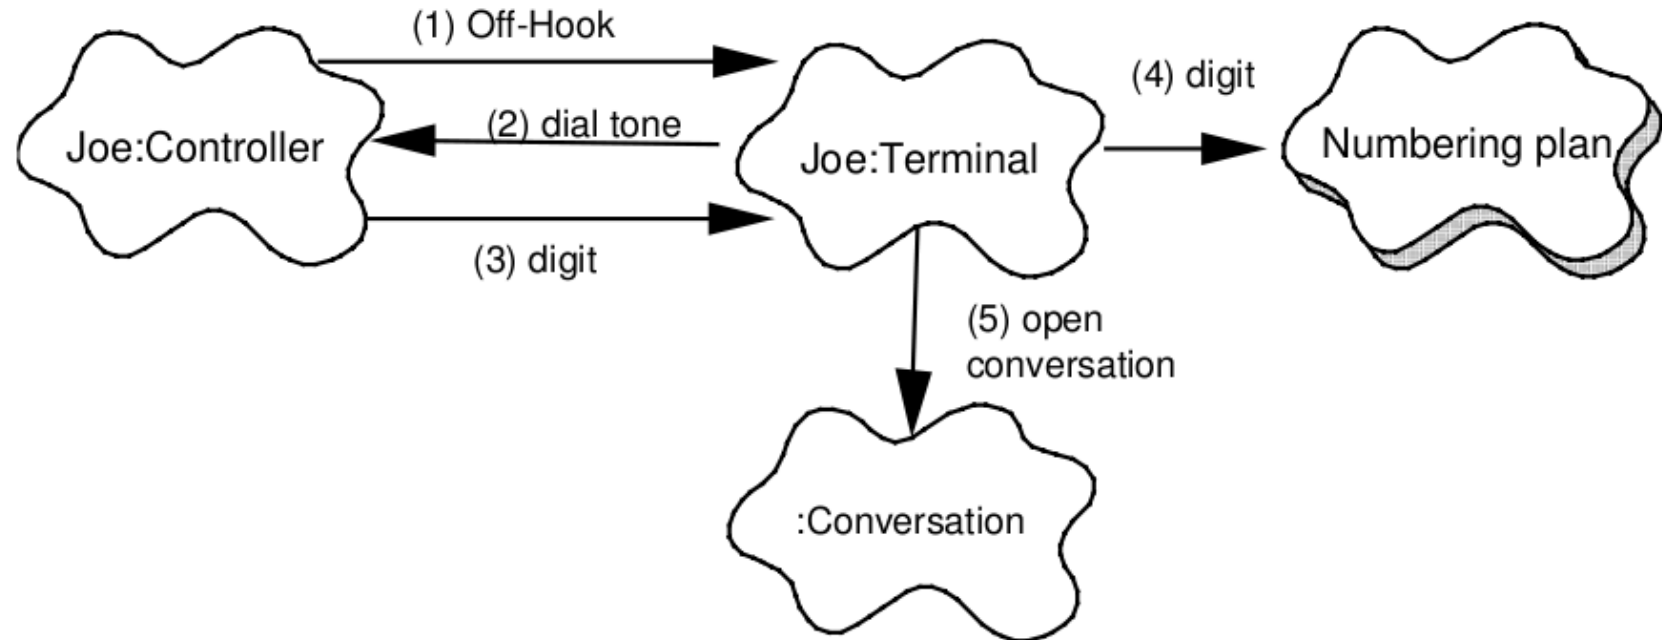 (1) Off-Hook
(4) digit
(2) dial tone
Joe:Controller
Joe:Terminal
Numbering plan
(3) digit
(5) open
conversation
:Conversation